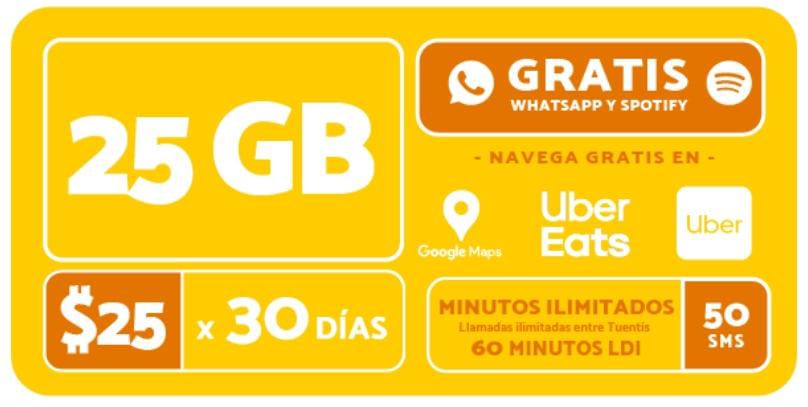 25 GB
GRATIS
WHATSAPP Y SPOTIFY
- NAVEGA GRATIS EN -
Google Maps
Uber
Eats
Uber
$25
x 30 DÍAS
MINUTOS ILIMITADOS
Llamadas ilimitadas entre Tuentis
60 MINUTOS LDI
50
SMS